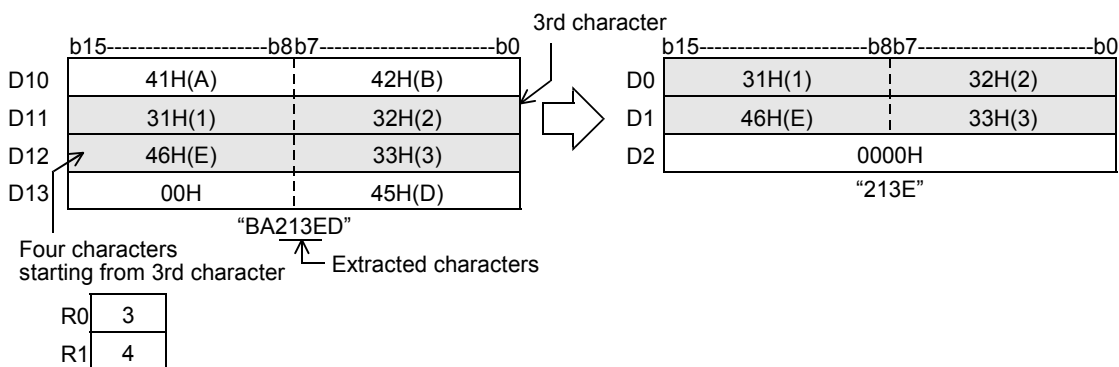 3rd character
b15-----------------------b8 b7-----------------------b0
D10 41H(A) 42H(B)
D11 31H(1) 32H(2)
D12 46H(E) 33H(3)
D13 00H 45H(D)
“BA213ED”
Four characters
starting from 3rd character
Extracted characters
R0 3
R1 4
b15-----------------------b8 b7-----------------------b0
D0 31H(1) 32H(2)
D1 46H(E) 33H(3)
D2 0000H
“213E”